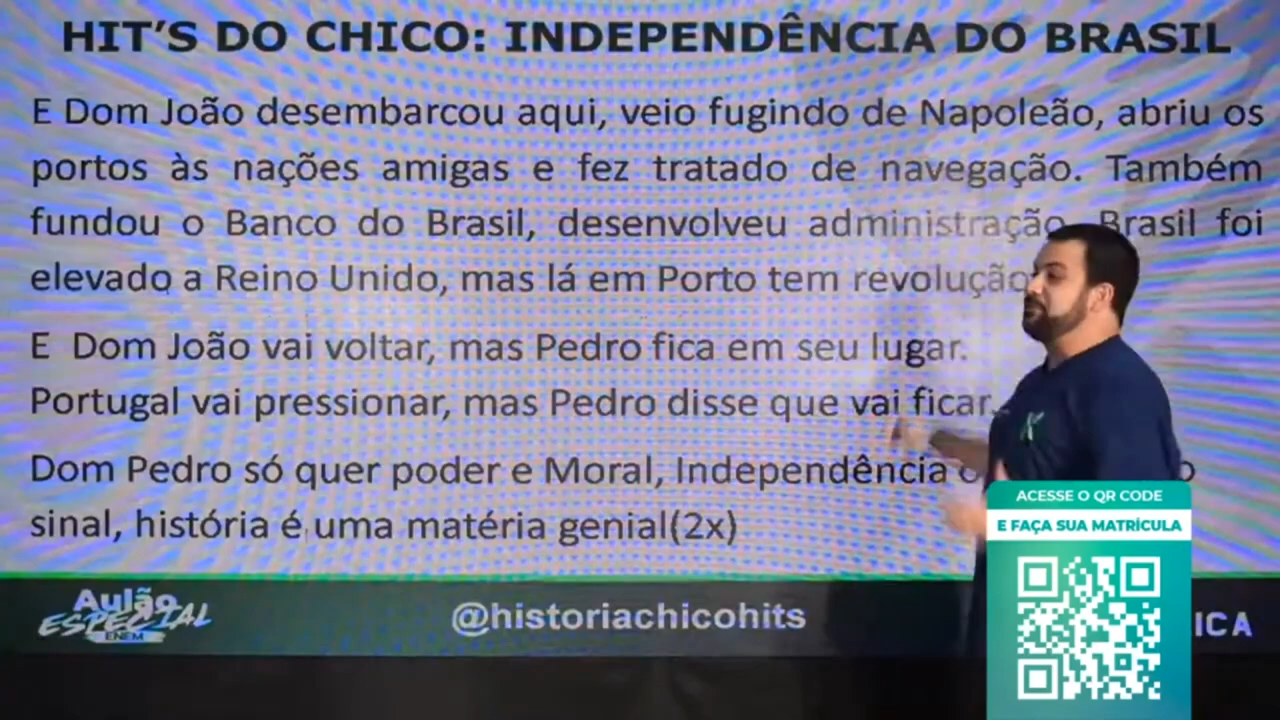 HIT'S DO CHICO: INDEPENDÊNCIA DO BRASIL
E Dom João desembarcou aqui, veio fugindo de Napoleão, abriu os
portos às nações amigas e fez tratado de navegação. Também
fundou o Banco do Brasil, desenvolveu administração. Brasil foi
elevado a Reino Unido, mas lá em Porto tem revolução
E Dom João vai voltar, mas Pedro fica em seu lugar.
Portugal vai pressionar, mas Pedro disse que vai ficar.
Dom Pedro só quer poder e Moral, Independência
sinal, história é uma matéria genial(2x)
ACESSE O QR CODE
E FAÇA SUA MATRÍCULA
Aulão
ESPECIAL
ENEM
@historiachicohits